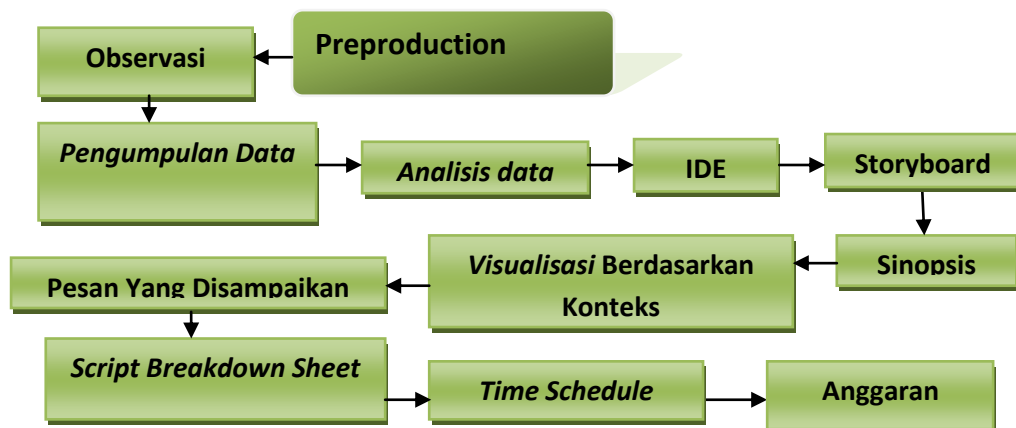 Preproduction
Observasi
Pengumpulan Data
Analisis data
IDE
Storyboard
Sinopsis
Visualisasi Berdasarkan
Konteks
Pesan Yang Disampaikan
Script Breakdown Sheet
Time Schedule
Anggaran